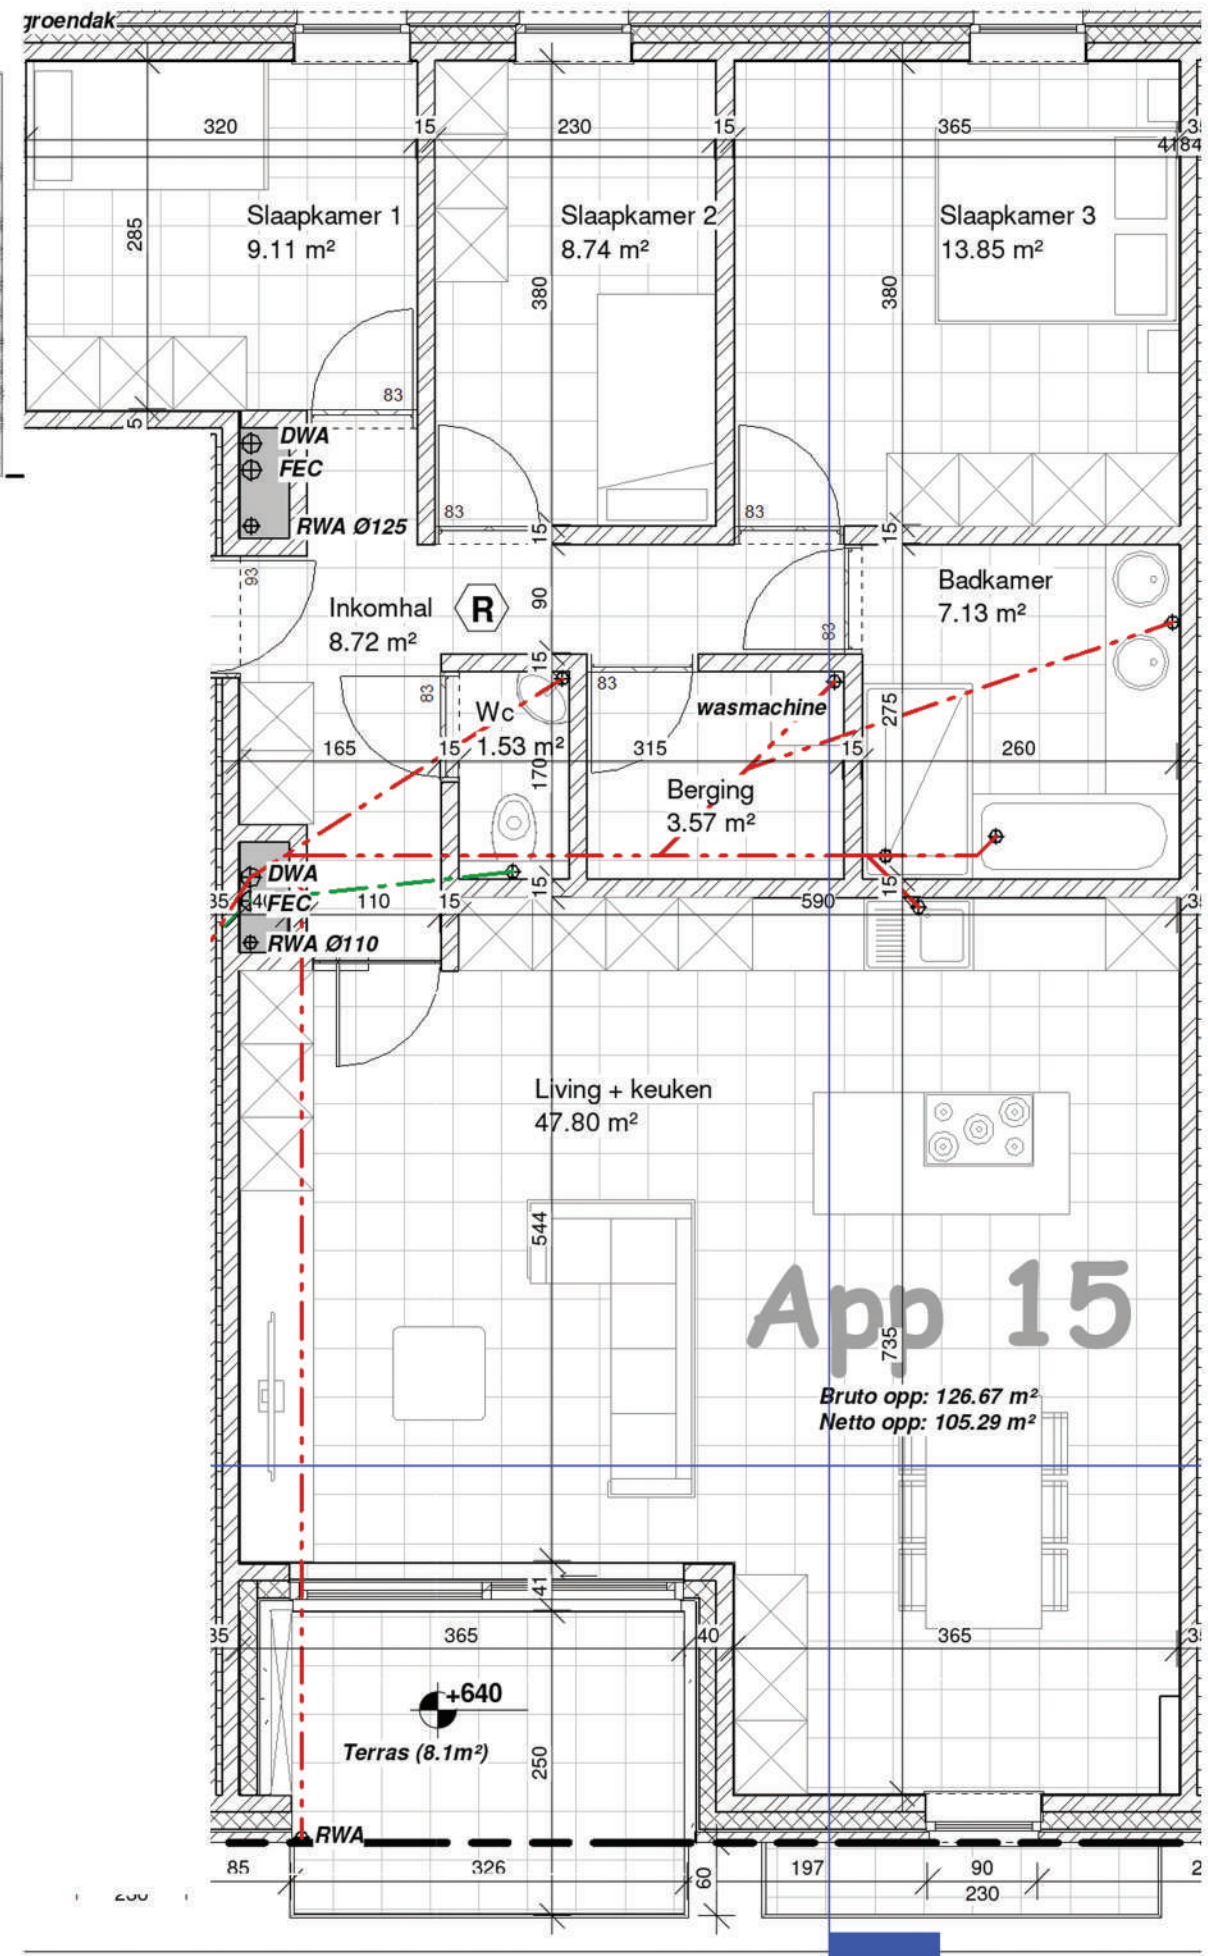 groendak
320
15
230
15
365
4184
Slaapkamer 1
9.11 m²
Slaapkamer 2
8.74 m²
Slaapkamer 3
13.85 m²
285
380
380
83
5
DWA
FEC
RWA Ø125
83
83
15
15
93
Inkomhal
8.72 m²
R
90
Badkamer
7.13 m²
83
15
83
83
Wc
1.53 m²
wasmachine
275
165
15
170
315
15
260
Berging
3.57 m²
DWA
FEC
RWA Ø110
35
40
110
15
15
590
15
Living + keuken
47.80 m²
544
App 15
735
Bruto opp: 126.67 m²
Netto opp: 105.29 m²
41
35
365
40
365
+640
Terras (8.1m²)
250
RWA
85
326
60
197
90
230